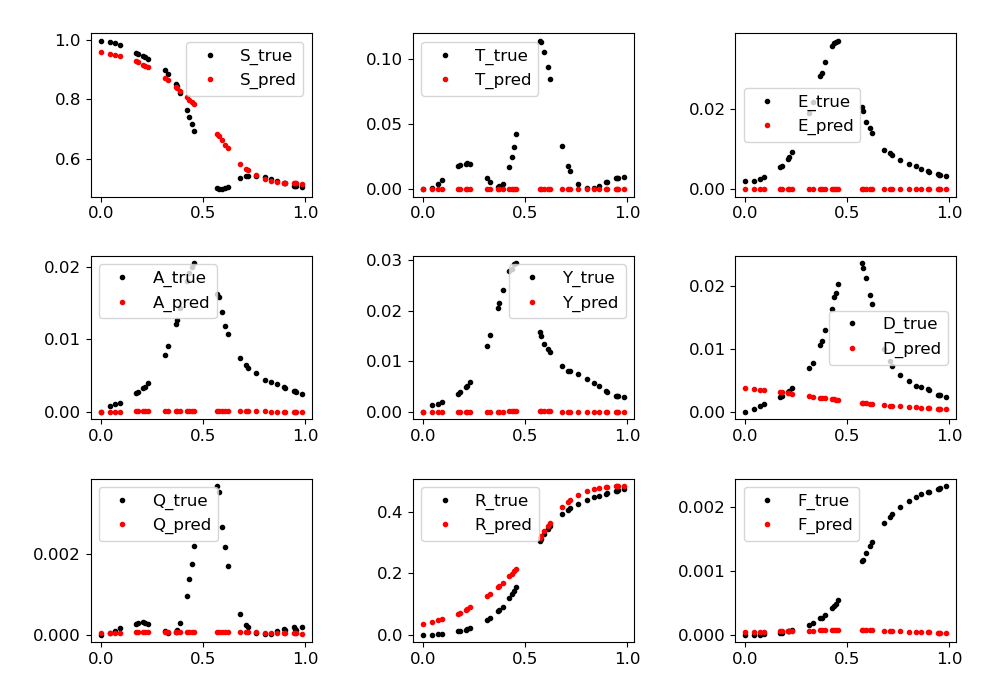 1.0
0.8
0.6
S_true
S_pred
0.0 0.5 1.0
0.10
0.05
0.00
T_true
T_pred
0.0 0.5 1.0
0.02
0.00
E_true
E_pred
0.0 0.5 1.0
0.02
0.01
0.00
A_true
A_pred
0.0 0.5 1.0
0.03
0.02
0.01
0.00
Y_true
Y_pred
0.0 0.5 1.0
0.02
0.01
0.00
D_true
D_pred
0.0 0.5 1.0
0.002
0.000
Q_true
Q_pred
0.0 0.5 1.0
0.4
0.2
0.0
R_true
R_pred
0.0 0.5 1.0
0.002
0.001
0.000
F_true
F_pred
0.0 0.5 1.0